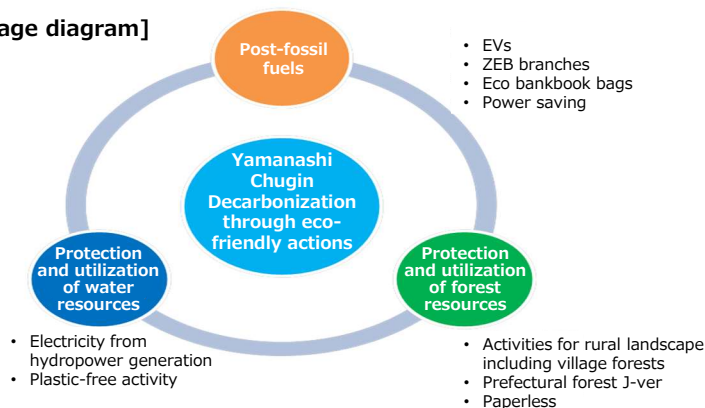 age diagram]
Post-fossil
fuels
• EVs
• ZEB branches
• Eco bankbook bags
• Power saving
Yamanashi
Chugin
Decarbonization
through eco-
friendly actions
Protection
and utilization
of water
resources
Protection
and utilization
of forest
resources
• Electricity from
hydropower generation
• Plastic-free activity
• Activities for rural landscape
including village forests
• Prefectural forest J-ver
• Paperless